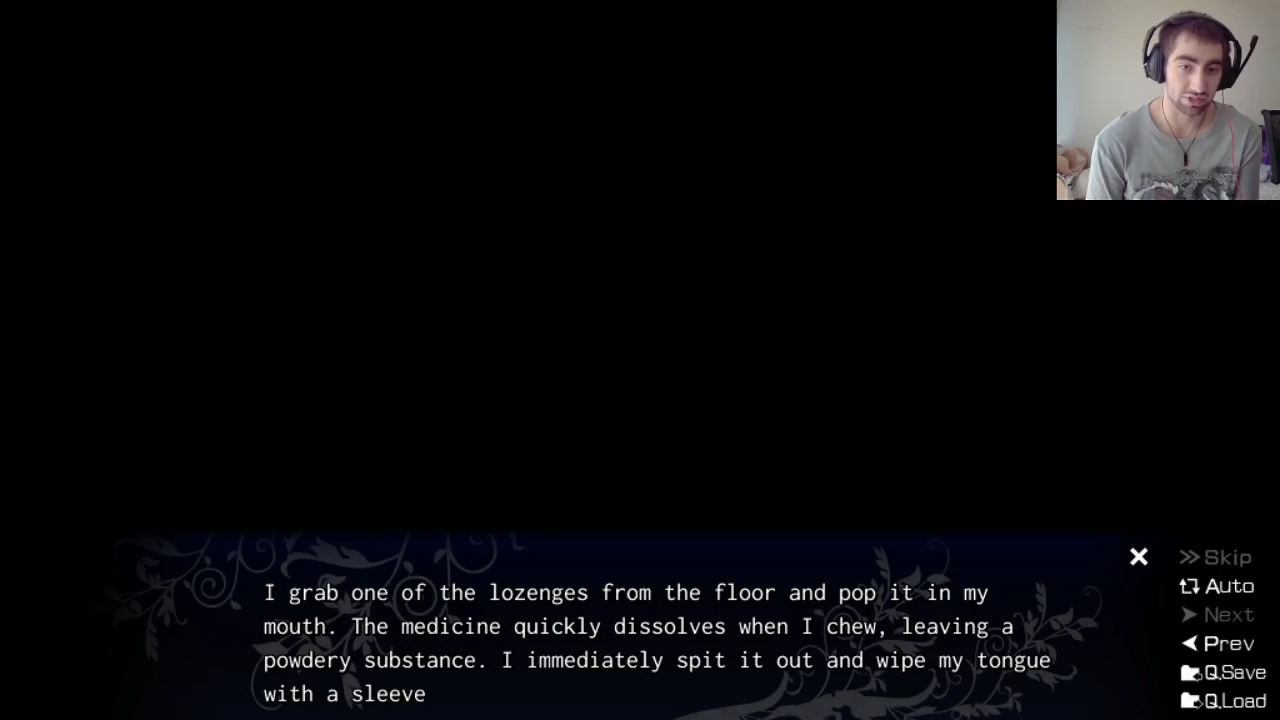 I grab one of the lozenges from the floor and pop it in my
mouth. The medicine quickly dissolves when I chew, leaving a
powdery substance. I immediately spit it out and wipe my tongue
with a sleeve
Skip
Auto
Next
Prev
Q.Save
Q.Load